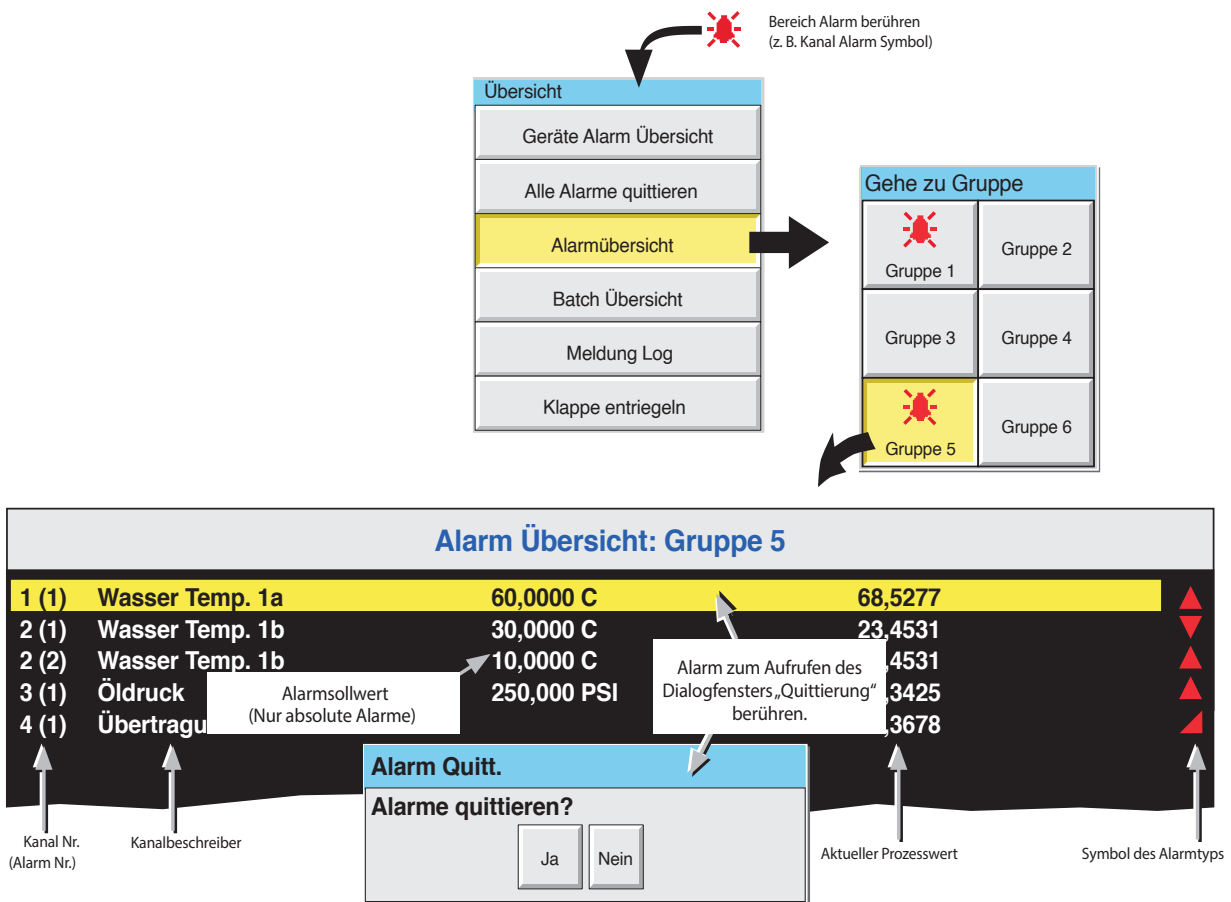 Bereich Alarm berühren
(z. B. Kanal Alarm Symbol)
Übersicht
Geräte Alarm Übersicht
Alle Alarme quittieren
Alarmübersicht
Batch Übersicht
Meldung Log
Klappe entriegeln
Gehe zu Gruppe
Gruppe 1
Gruppe 2
Gruppe 3
Gruppe 4
Gruppe 5
Gruppe 6
Alarm Übersicht: Gruppe 5
1 (1) Wasser Temp. 1a 60,0000 C 68,5277
2 (1) Wasser Temp. 1b 30,0000 C 23,4531
2 (2) Wasser Temp. 1b 10,0000 C ,4531
3 (1) Öldruck 250,000 PSI ,3425
4 (1) Übertragu ,3678
Alarmsollwert
(Nur absolute Alarme)
Alarm zum Aufrufen des
Dialogfensters „Quittierung“
berühren.
Alarm Quitt.
Alarme quittieren?
Ja
Nein
Kanal Nr.
(Alarm Nr.)
Kanalbeschreiber
Aktueller Prozesswert
Symbol des Alarmtyps